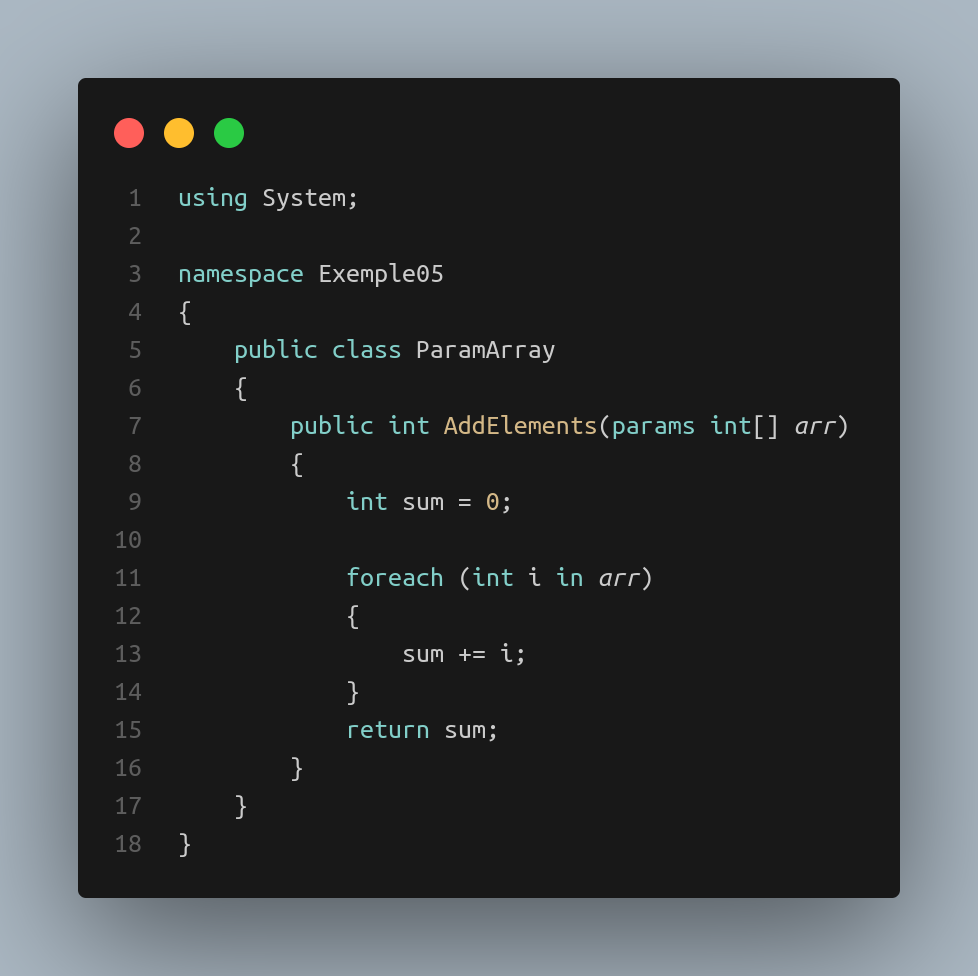 1 using System;
2
3 namespace Exemple05
4 {
5     public class ParamArray
6     {
7         public int AddElements(params int[] arr)
8         {
9             int sum = 0;
10
11             foreach (int i in arr)
12             {
13                 sum += i;
14             }
15             return sum;
16         }
17     }
18 }